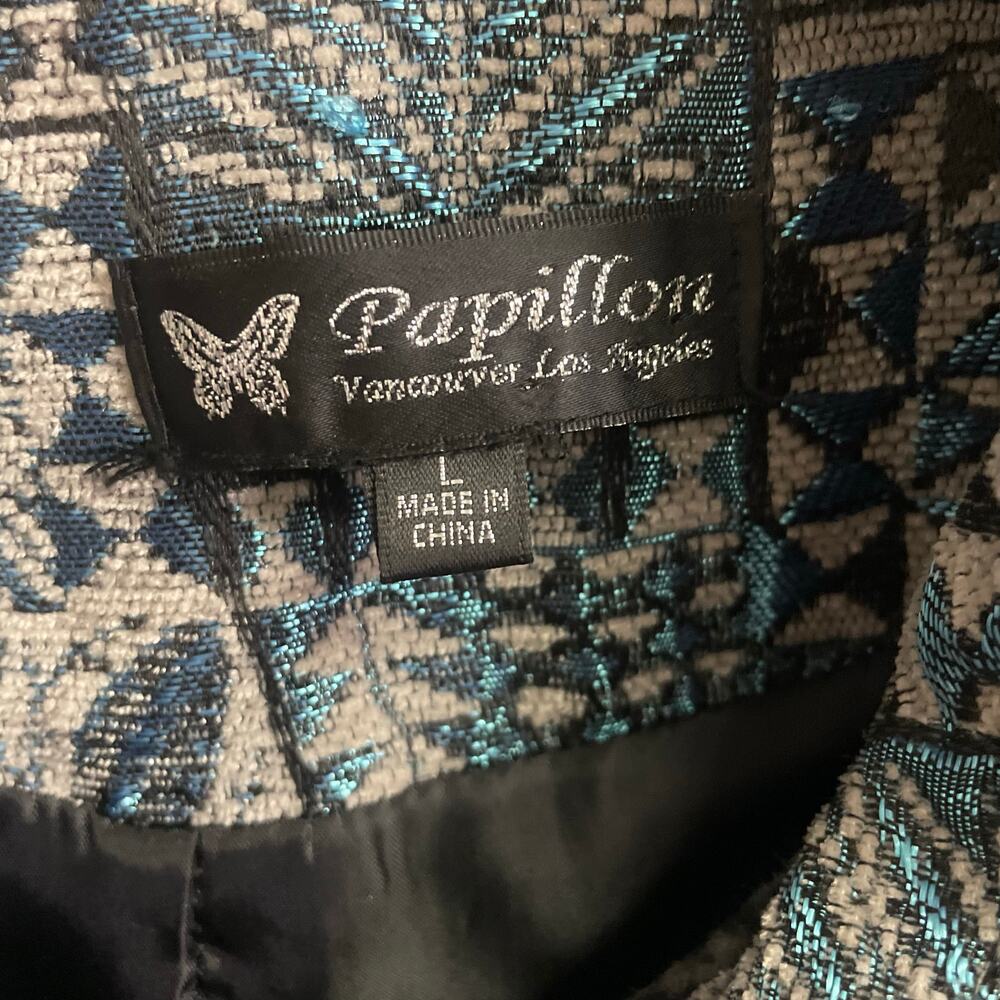 Papillon
Vancouver Los Angeles
L
MADE IN
CHINA